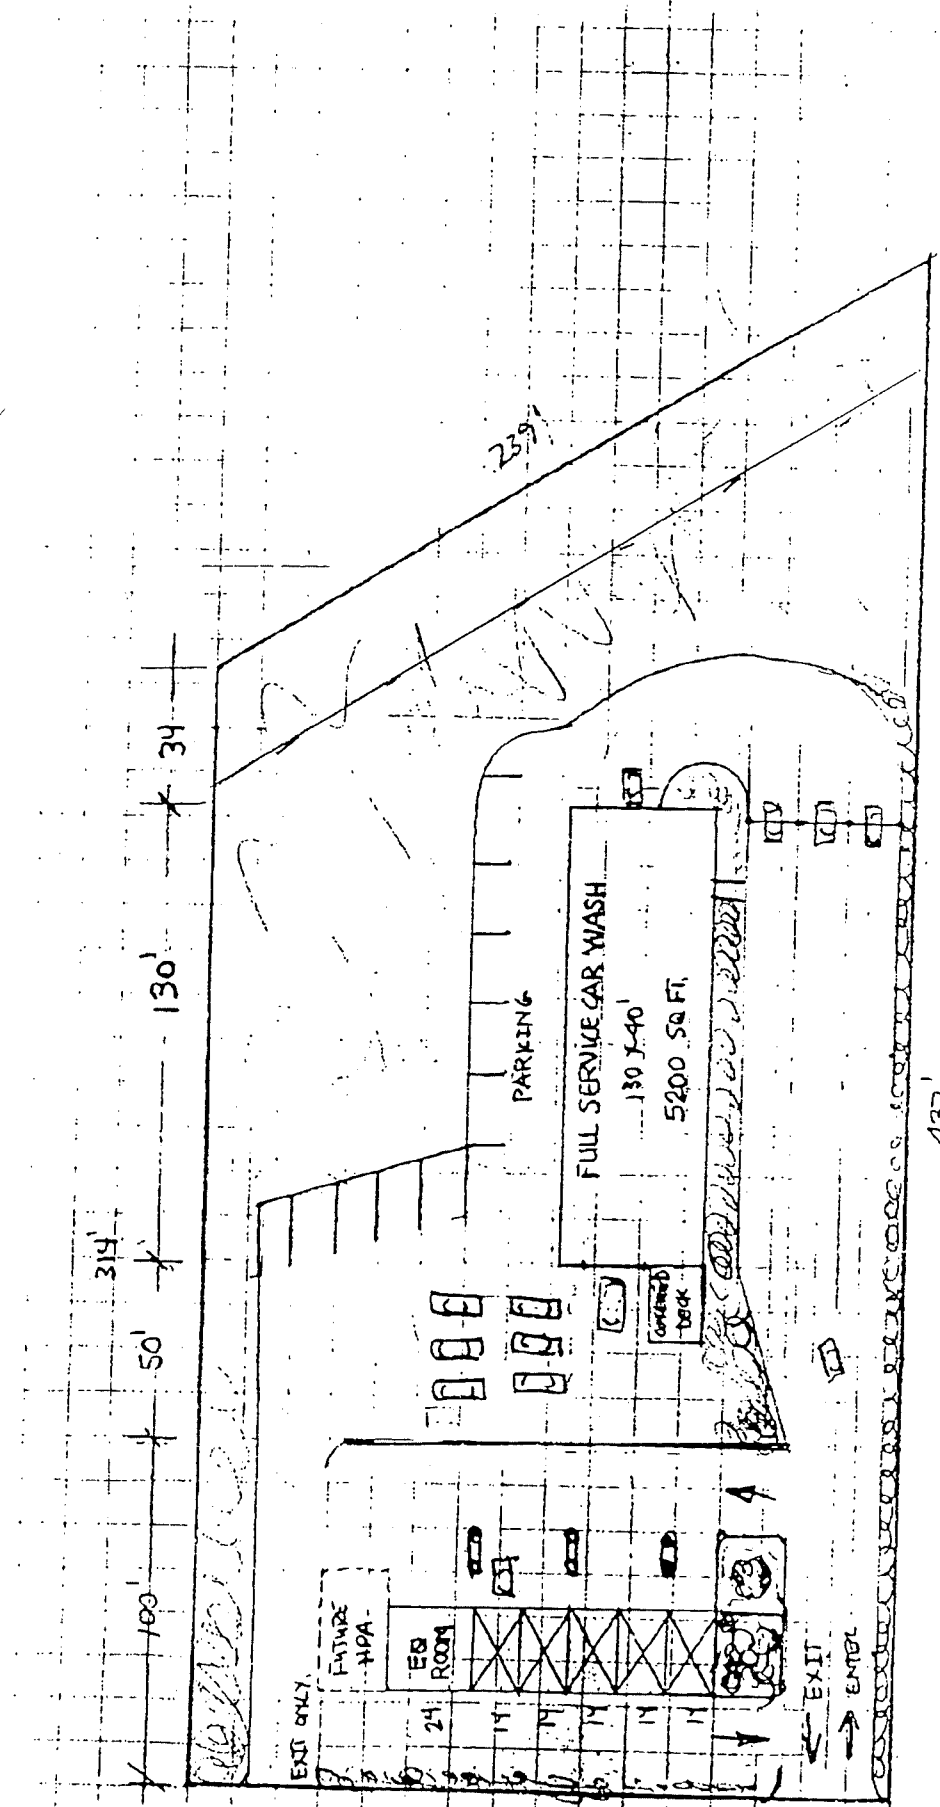 239'
34
130'
314'
50'
100'
PARKING
FULL SERVICE CAR WASH
130 X 40'
5200 SQ FT.
DECK
437'
FUTURE
HPA
EQ
ROOM
EXIT ONLY
24
14
14
14
14
14
← EXIT
→ ENTER